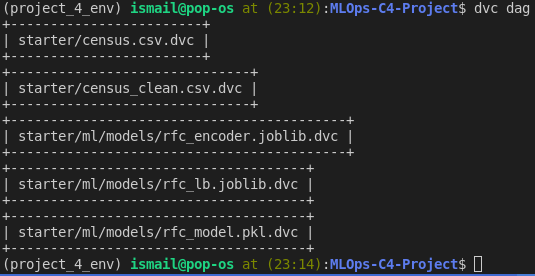 (project_4_env) ismail@pop-os at (23:12):MLOps-C4-Project$ dvc dag
+-------------------------+
| starter/census.csv.dvc |
+-------------------------+
+-------------------------------+
| starter/census_clean.csv.dvc |
+-------------------------------+
+-------------------------------------------+
| starter/ml/models/rfc_encoder.joblib.dvc |
+-------------------------------------------+
+--------------------------------------+
| starter/ml/models/rfc_lb.joblib.dvc |
+--------------------------------------+
+--------------------------------------+
| starter/ml/models/rfc_model.pkl.dvc |
+--------------------------------------+
(project_4_env) ismail@pop-os at (23:14):MLOps-C4-Project$